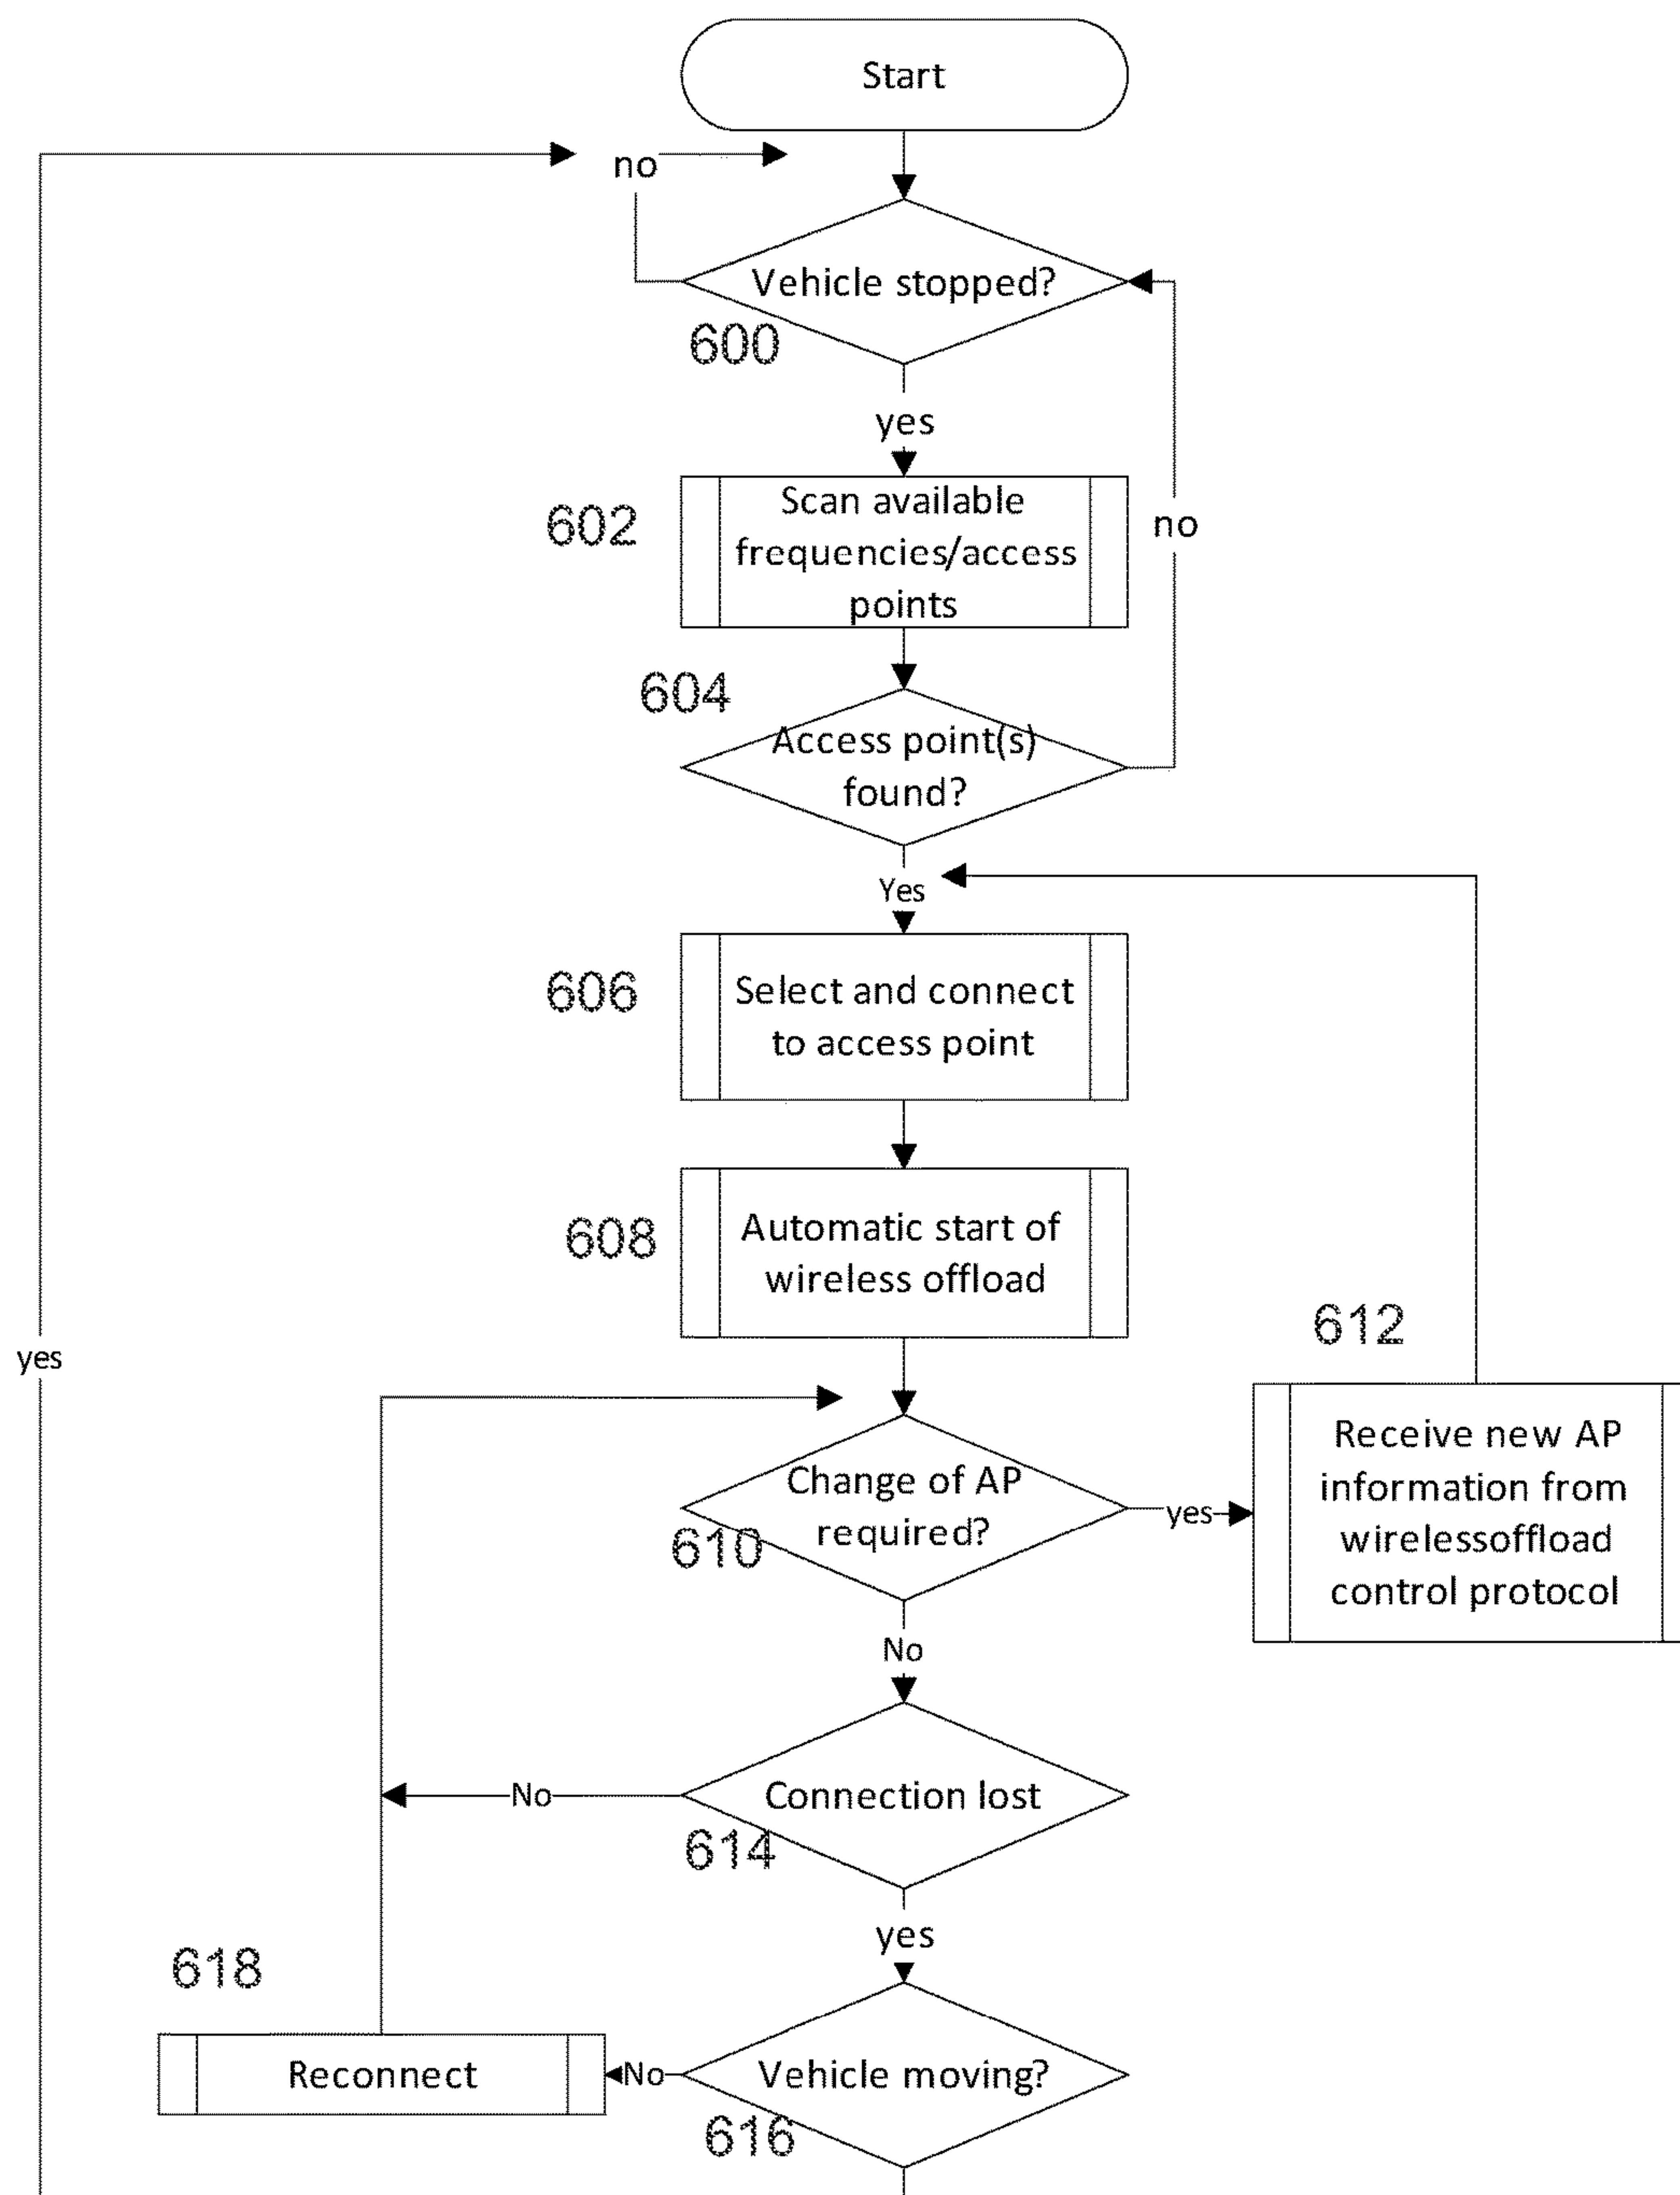 Start
no
Vehicle stopped?
600
yes
Scan available
frequencies/access
points
602
no
604
Access point(s)
found?
Yes
606
Select and connect
to access point
608
Automatic start of
wireless offload
612
yes
Receive new AP
information from
wirelessoffload
control protocol
Change of AP
required?
610
yes
No
Connection lost
No
614
yes
618
Reconnect
No
Vehicle moving?
616